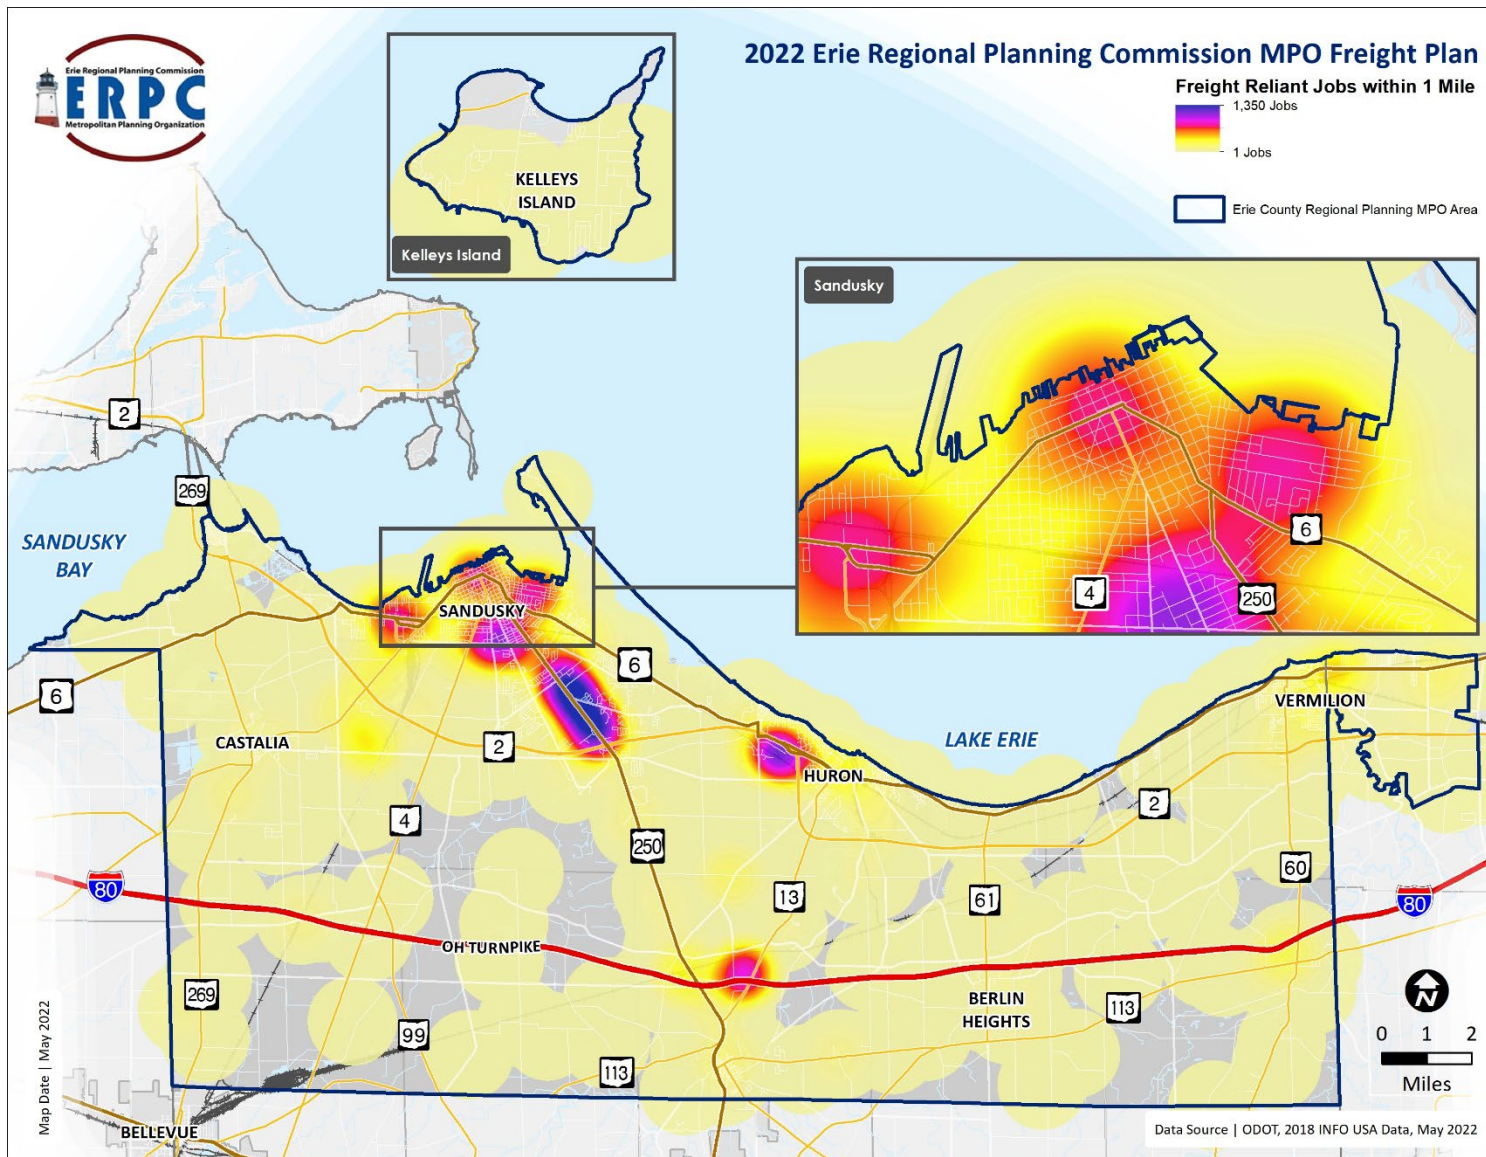 2022 Erie Regional Planning Commission MPO Freight Plan
Erie Regional Planning Commission
ERPC
Metropolitan Planning Organization
Freight Reliant Jobs within 1 Mile
1,350 Jobs
1 Jobs
Erie County Regional Planning MPO Area
KELLEYS
ISLAND
Kelleys Island
Sandusky
6
4
250
2
269
SANDUSKY
BAY
SANDUSKY
6
6
CASTALIA
2
LAKE ERIE
VERMILION
HURON
2
4
250
60
80
13
61
80
OH TURNPIKE
269
BERLIN
HEIGHTS
113
99
113
BELLEVUE
N
0 1 2
Miles
Map Date | May 2022
Data Source | ODOT, 2018 INFO USA Data, May 2022